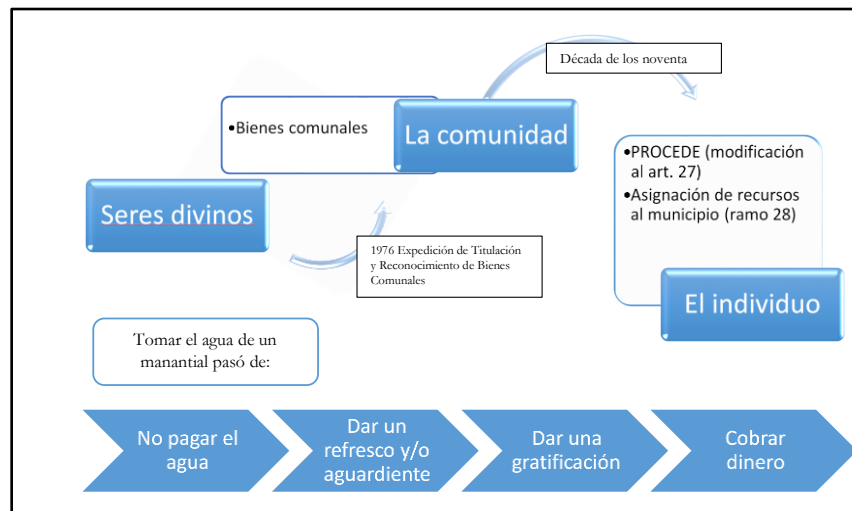 Década de los noventa
•Bienes comunales
La comunidad
•PROCEDE (modificación
al art. 27)
•Asignación de recursos
al municipio (ramo 28)
Seres divinos
1976 Expedición de Titulación
y Reconocimiento de Bienes
Comunales
El individuo
Tomar el agua de un
manantial pasó de:
No pagar el
agua
Dar un
refresco y/o
aguardiente
Dar una
gratificación
Cobrar
dinero